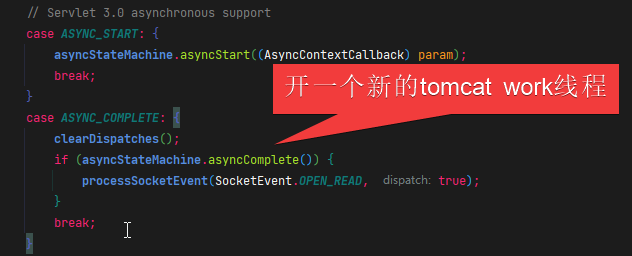 // Servlet 3.0 asynchronous support
case ASYNC_START: {
asyncStateMachine.asyncStart((AsyncContextCallback) param);
break;
}
开一个新的tomcat work线程
case ASYNC_COMPLETE: {
clearDispatches();
if (asyncStateMachine.asyncComplete()) {
processSocketEvent(SocketEvent.OPEN_READ, dispatch: true);
}
break;
}